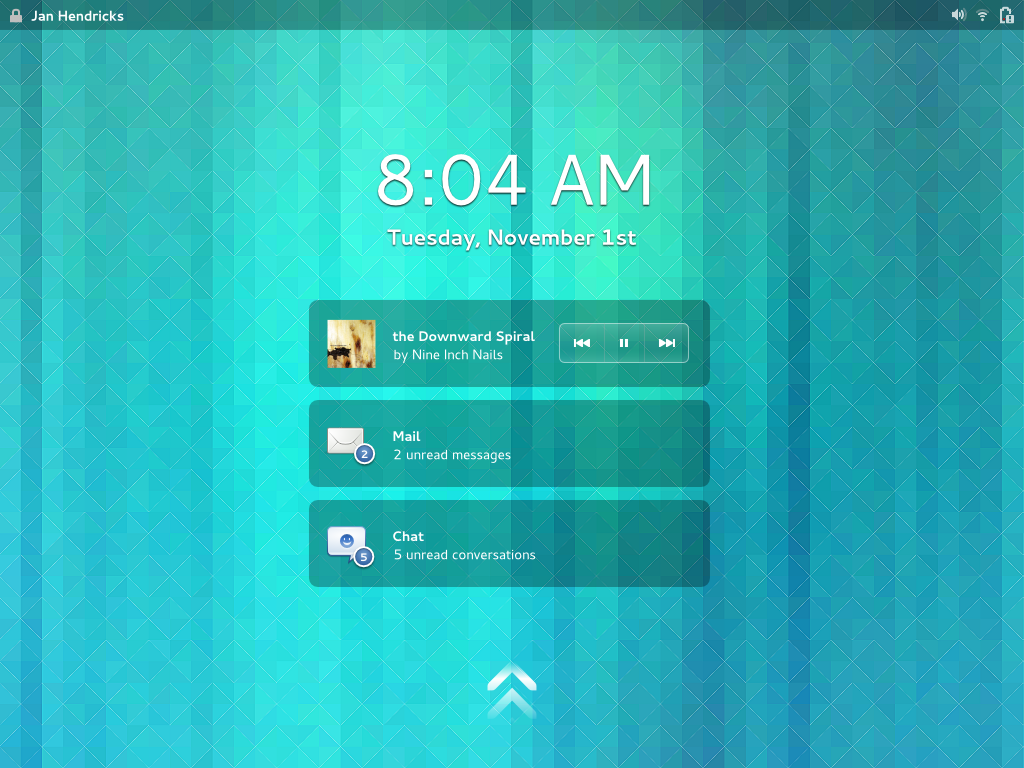 Jan Hendricks
8:04 AM
Tuesday, November 1st
the Downward Spiral
by Nine Inch Nails
Mail
2 unread messages
2
Chat
5 unread conversations
5